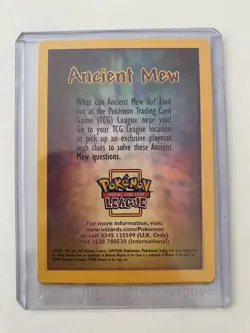 Ancient Mew
What can Ancient Mew do? Find
out at the Pokémon Trading Card
Game (TCG) League near you!
Go to your TCG League location
to pick up an exclusive playmat
with clues to solve these Ancient
Mew questions.
POKéMON
TRADING CARD GAME
LEAGUE
For more information, visit:
www.wizards.com/Pokemon
or call 0345 125599 (U.K. Only)
+1 628 780530 (International)